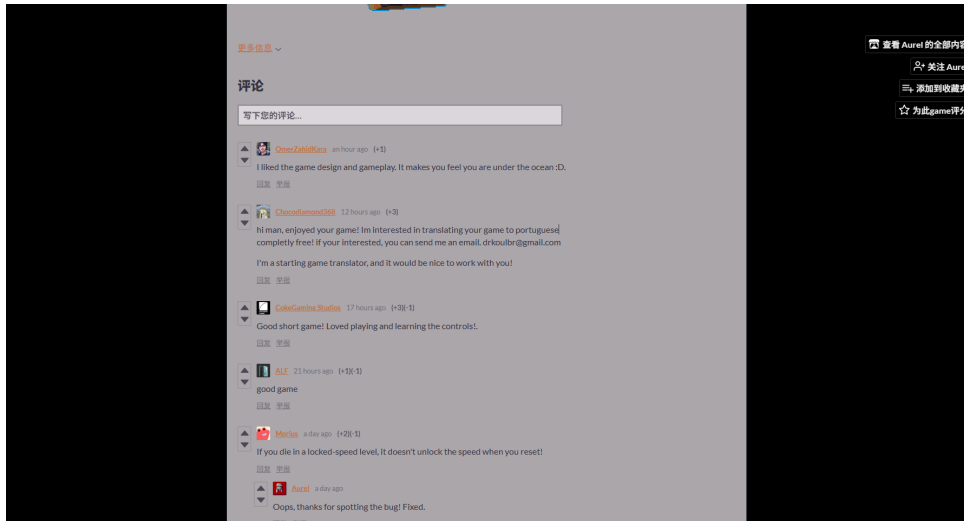 更多信息
查看 Aurel 的全部内容
关注 Aure
添加到收藏夹
为此game评分
评论
写下您的评论...
OmerZahidKara an hour ago (+1)
I liked the game design and gameplay. It makes you feel you are under the ocean :D.
回复 举报
Chocodiamond368 12 hours ago (+3)
hi man, enjoyed your game! Im interested in translating your game to portuguese
completly free! if your interested, you can send me an email. drkoulbr@gmail.com
I'm a starting game translator, and it would be nice to work with you!
回复 举报
CakeGaming Studios 17 hours ago (+3)(-1)
Good short game! Loved playing and learning the controls!.
回复 举报
ALF 21 hours ago (+1)(-1)
good game
回复 举报
Morius a day ago (+2)(-1)
If you die in a locked-speed level, it doesn't unlock the speed when you reset!
回复 举报
Aurel a day ago
Oops, thanks for spotting the bug! Fixed.